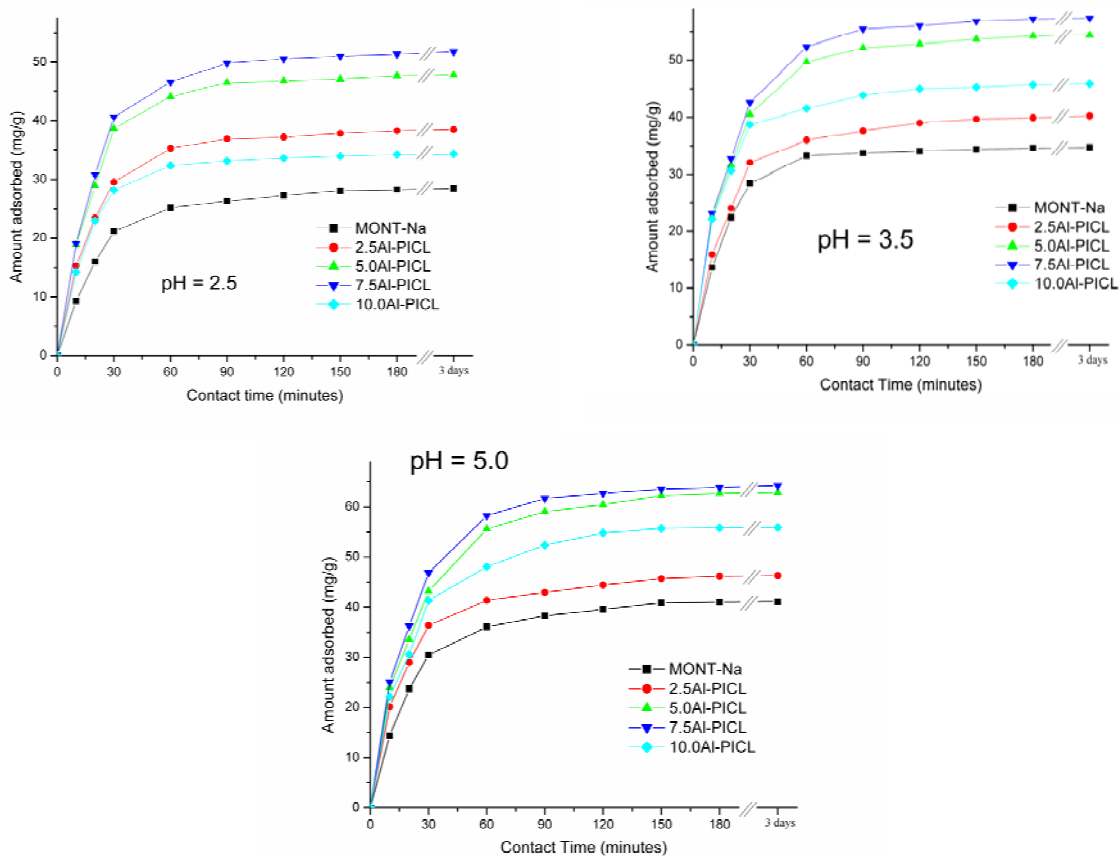 50
40
30
20
10
0
Amount adsorbed (mg/g)
MONT-Na
2.5Al-PICL
5.0Al-PICL
7.5Al-PICL
10.0Al-PICL
pH = 2.5
0 30 60 90 120 150 180 3 days
Contact time (minutes)
50
40
30
20
10
0
Amount adsorbed (mg/g)
pH = 3.5
MONT-Na
2.5Al-PICL
5.0Al-PICL
7.5Al-PICL
10.0Al-PICL
0 30 60 90 120 150 180 3 days
Contact Time (minutes)
pH = 5.0
60
50
40
30
20
10
0
Amount adsorbed (mg/g)
MONT-Na
2.5Al-PICL
5.0Al-PICL
7.5Al-PICL
10.0Al-PICL
0 30 60 90 120 150 180 3 days
Contact Time (minutes)